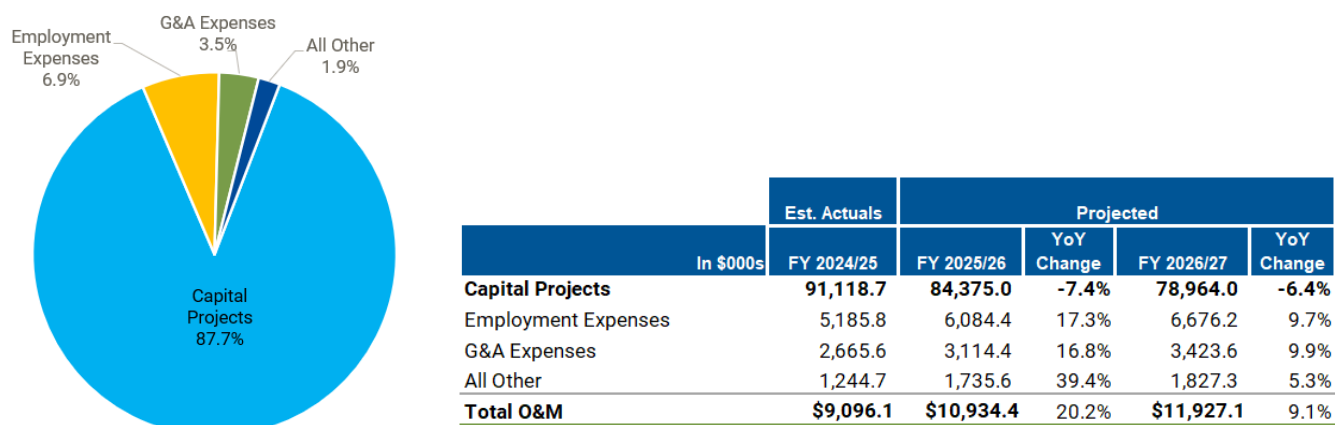 G&A Expenses
3.5%
Employment
Expenses
6.9%
All Other
1.9%
Capital
Projects
87.7%
Est. Actuals Projected
In $000s FY 2024/25 FY 2025/26 YoY Change FY 2026/27 YoY Change
Capital Projects 91,118.7 84,375.0 -7.4% 78,964.0 -6.4%
Employment Expenses 5,185.8 6,084.4 17.3% 6,676.2 9.7%
G&A Expenses 2,665.6 3,114.4 16.8% 3,423.6 9.9%
All Other 1,244.7 1,735.6 39.4% 1,827.3 5.3%
Total O&M $9,096.1 $10,934.4 20.2% $11,927.1 9.1%